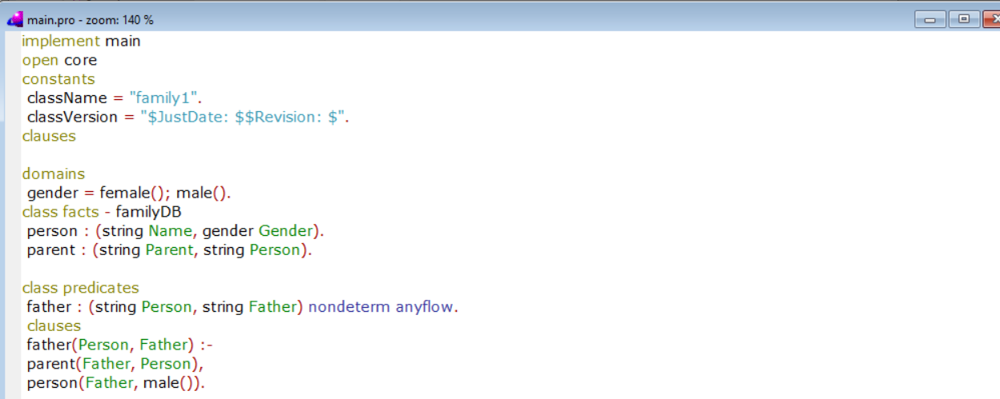 main.pro - zoom: 140 %
implement main
open core
constants
className = "family1".
classVersion = "$JustDate: $$Revision: $".
clauses
domains
gender = female(); male().
class facts - familyDB
person : (string Name, gender Gender).
parent : (string Parent, string Person).
class predicates
father : (string Person, string Father) nondeterm anyflow.
clauses
father(Person, Father) :-
parent(Father, Person),
person(Father, male()).